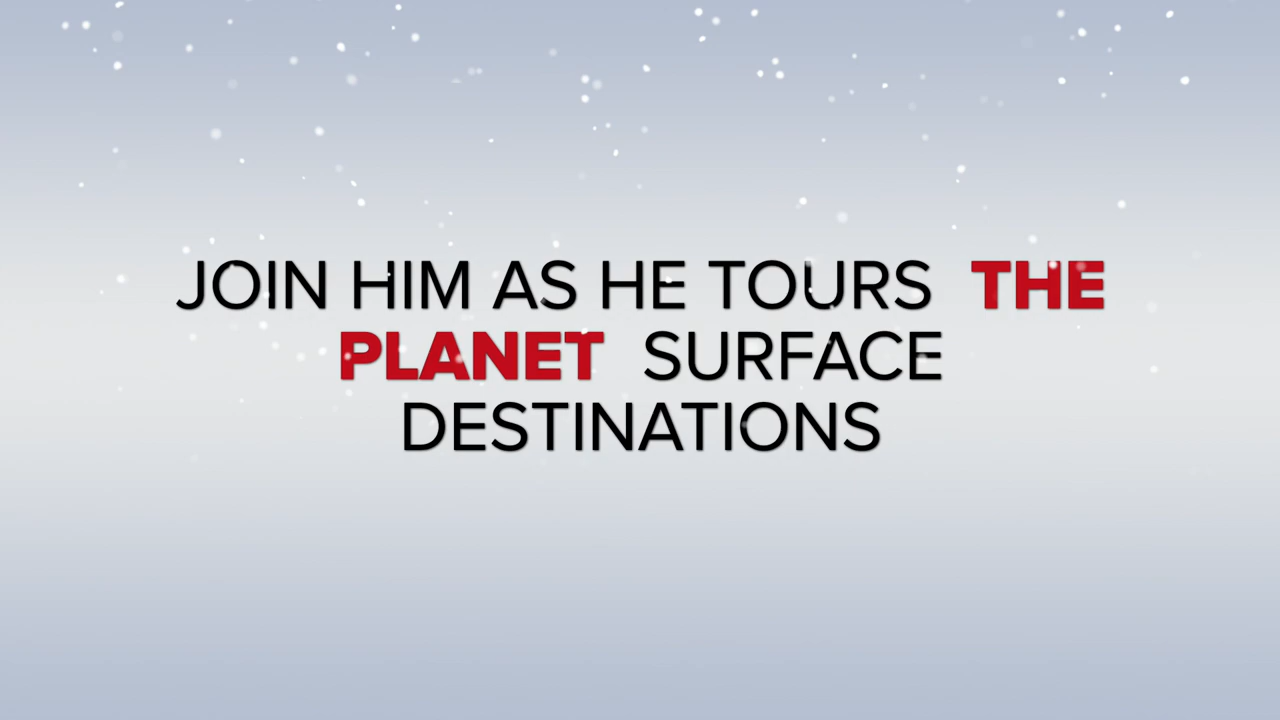 JOIN HIM AS HE TOURS THE
PLANET SURFACE
DESTINATIONS